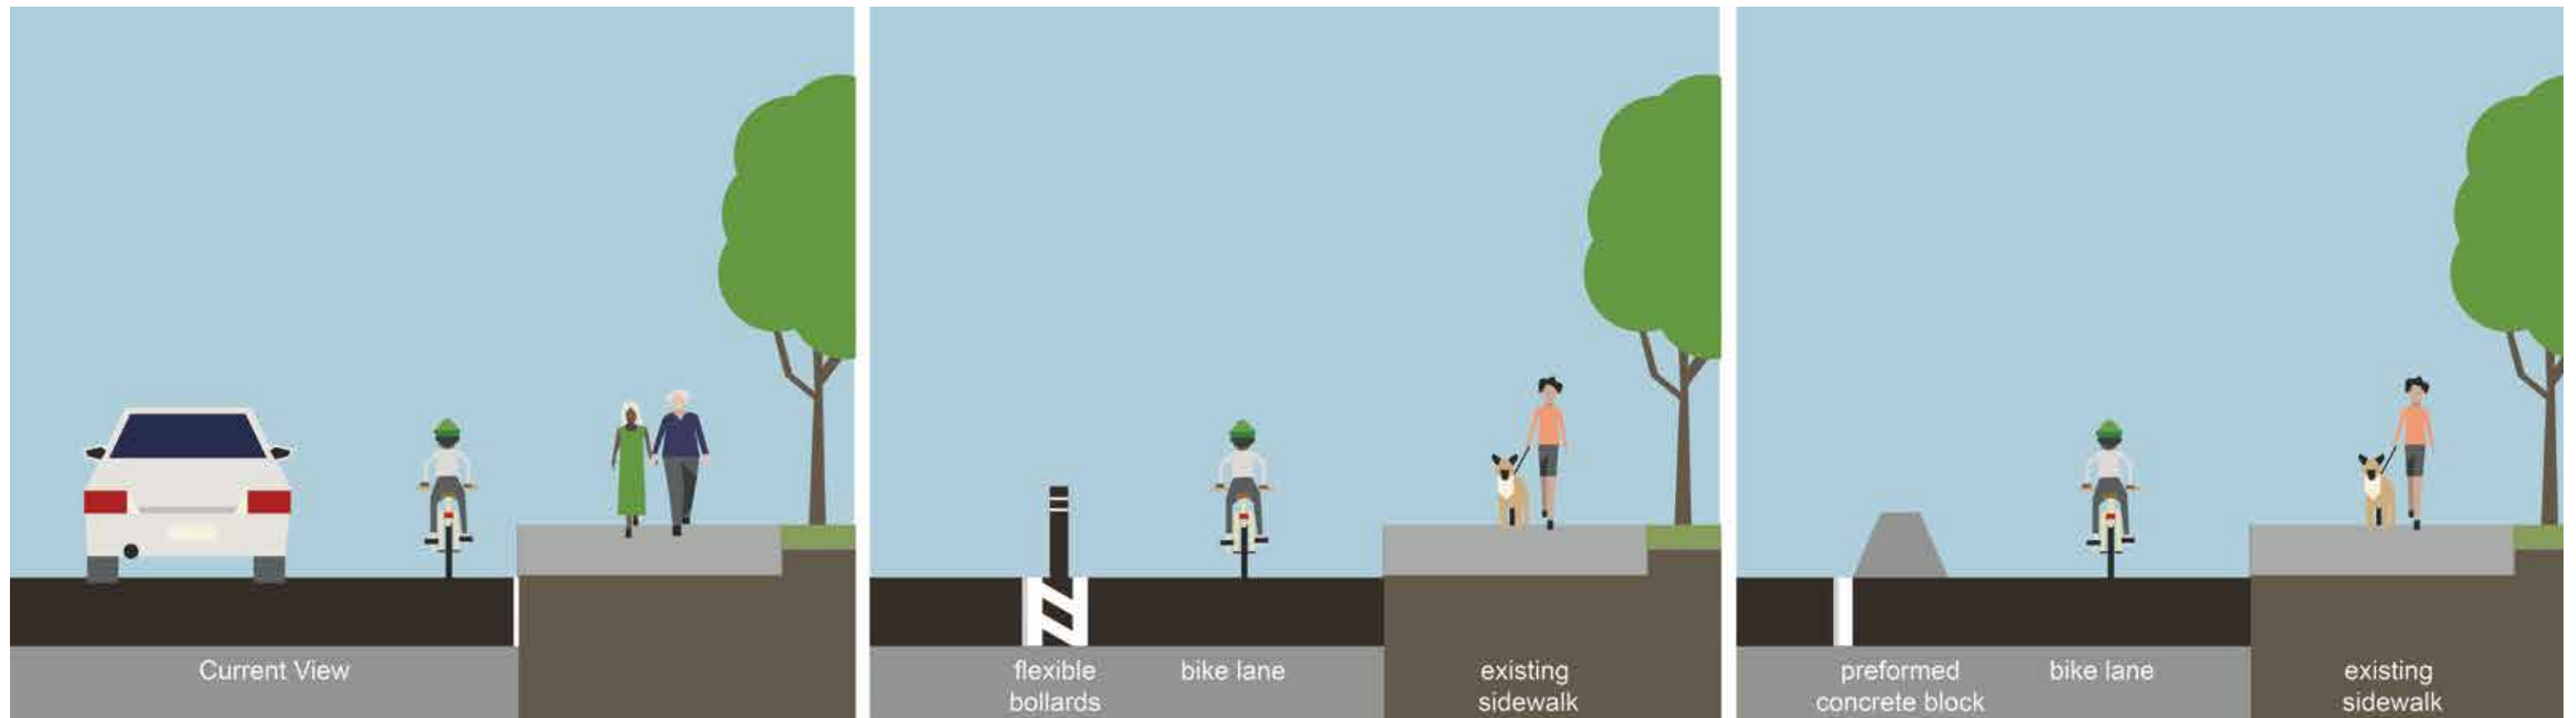 Current View
flexible
bollards
bike lane
existing
sidewalk
preformed
concrete block
bike lane
existing
sidewalk